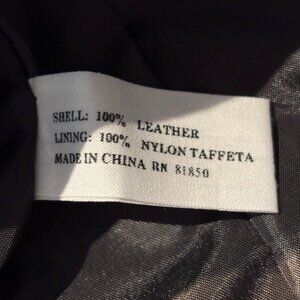 SHELL: 100% LEATHER
LINING: 100% NYLON TAFFETA
MADE IN CHINA RN 81850